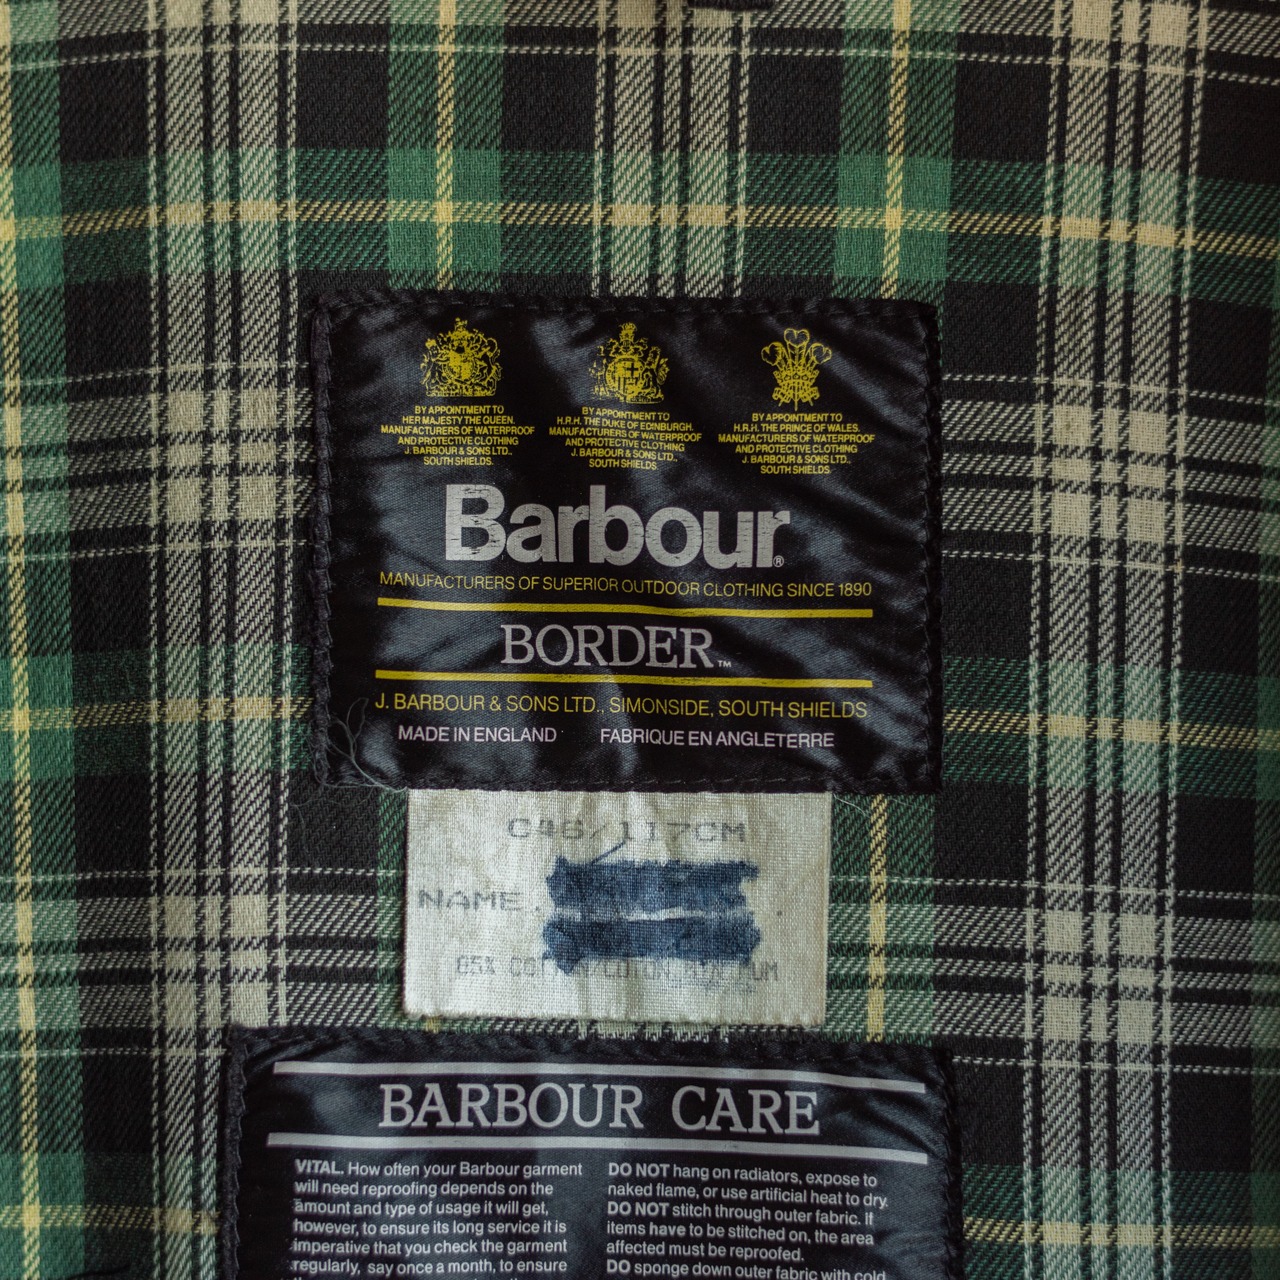 BY APPOINTMENT TO
HER MAJESTY THE QUEEN.
MANUFACTURERS OF WATERPROOF
AND PROTECTIVE CLOTHING
J. BARBOUR & SONS LTD.,
SOUTH SHIELDS.
BY APPOINTMENT TO
H.R.H. THE DUKE OF EDINBURGH.
MANUFACTURERS OF WATERPROOF
AND PROTECTIVE CLOTHING
J. BARBOUR & SONS LTD.,
SOUTH SHIELDS.
BY APPOINTMENT TO
H.R.H. THE PRINCE OF WALES.
MANUFACTURERS OF WATERPROOF
AND PROTECTIVE CLOTHING
J. BARBOUR & SONS LTD.,
SOUTH SHIELDS.
Barbour®
MANUFACTURERS OF SUPERIOR OUTDOOR CLOTHING SINCE 1890
BORDER™
J. BARBOUR & SONS LTD., SIMONSIDE, SOUTH SHIELDS
MADE IN ENGLAND FABRIQUE EN ANGLETERRE
C46/117CM
NAME.
BARBOUR CARE
VITAL. How often your Barbour garment
will need reproofing depends on the
amount and type of usage it will get,
however, to ensure its long service it is
imperative that you check the garment
regularly, say once a month, to ensure
DO NOT hang on radiators, expose to
naked flame, or use artificial heat to dry.
DO NOT stitch through outer fabric. If
items have to be stitched on, the area
affected must be reproofed.
DO sponge down outer fabric with cold